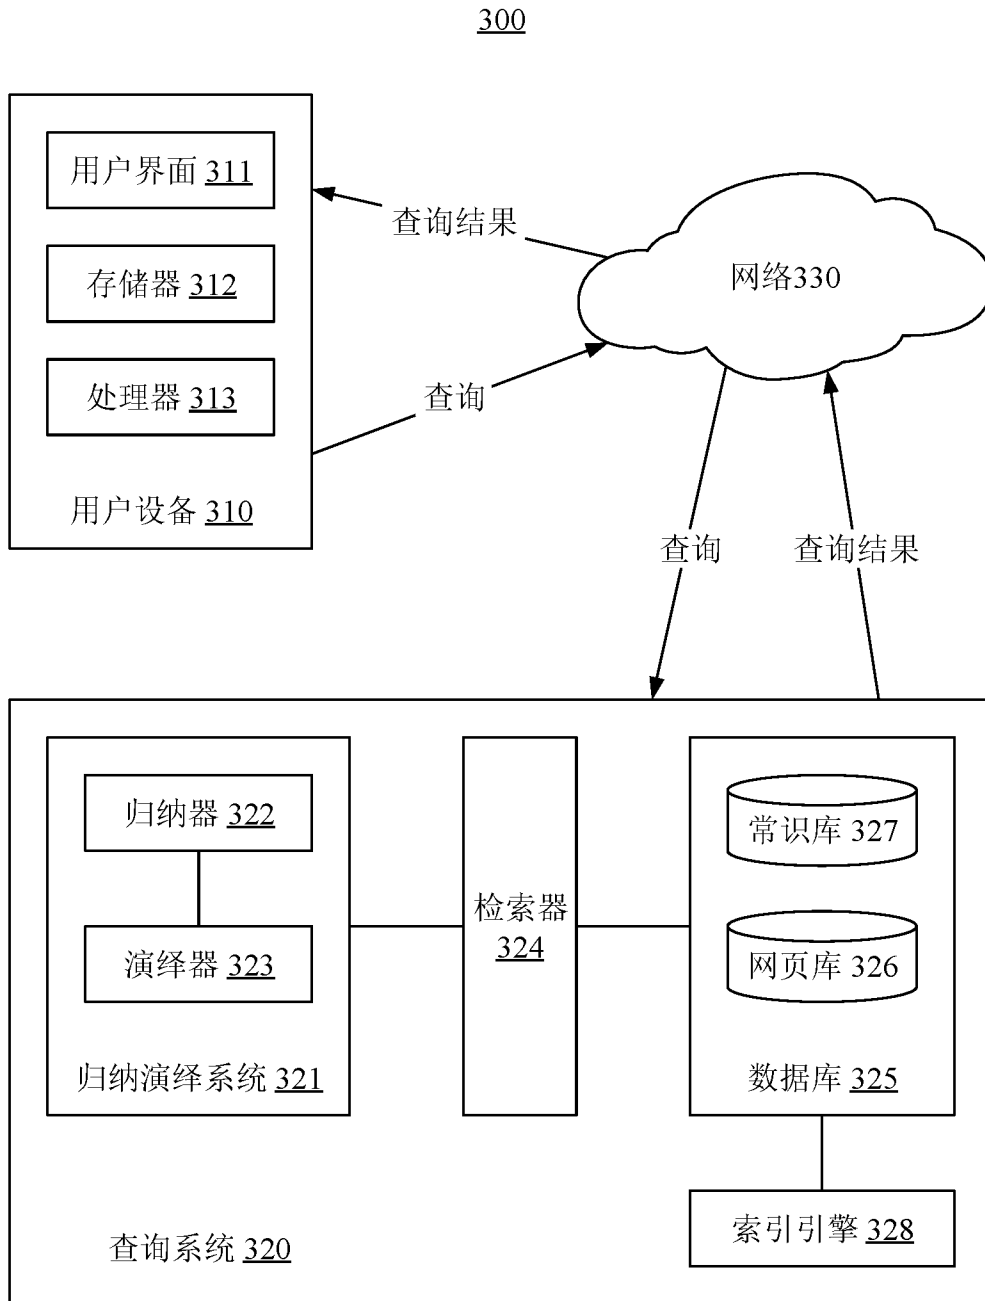 300
用户界面 311
存储器 312
处理器 313
用户设备 310
查询结果
查询
网络330
查询
查询结果
归纳器 322
演绎器 323
归纳演绎系统 321
检索器
324
常识库 327
网页库 326
数据库 325
索引引擎 328
查询系统 320